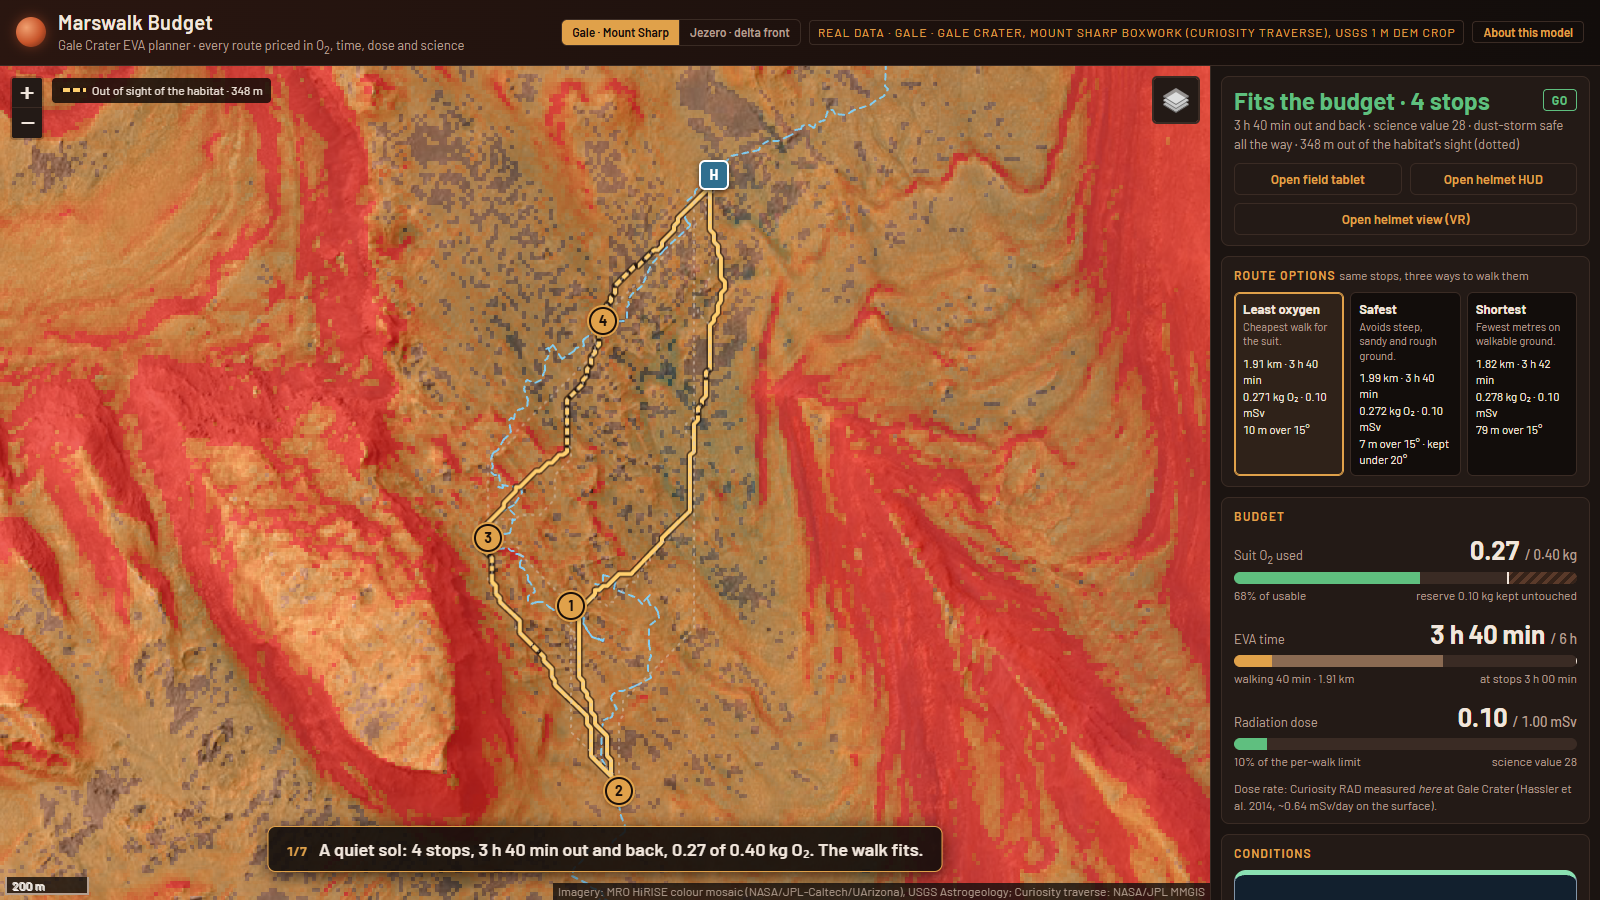 Marswalk Budget
Gale Crater EVA planner · every route priced in O₂, time, dose and science
Gale · Mount Sharp
Jezero · delta front
REAL DATA · GALE · GALE CRATER, MOUNT SHARP BOXWORK (CURIOSITY TRAVERSE), USGS 1 M DEM CROP
About this model
+
−
Out of sight of the habitat · 348 m
H
4
3
1
2
1/7 A quiet sol: 4 stops, 3 h 40 min out and back, 0.27 of 0.40 kg O₂. The walk fits.
200 m
Imagery: MRO HiRISE colour mosaic (NASA/JPL-Caltech/UArizona), USGS Astrogeology; Curiosity traverse: NASA/JPL MMGIS
Fits the budget · 4 stops
GO
3 h 40 min out and back · science value 28 · dust-storm safe
all the way · 348 m out of the habitat's sight (dotted)
Open field tablet
Open helmet HUD
Open helmet view (VR)
ROUTE OPTIONS same stops, three ways to walk them
Least oxygen
Cheapest walk for
the suit.
1.91 km · 3 h 40
min
0.271 kg O₂ · 0.10
mSv
10 m over 15°
Safest
Avoids steep,
sandy and rough
ground.
1.99 km · 3 h 40
min
0.272 kg O₂ · 0.10
mSv
7 m over 15° · kept
under 20°
Shortest
Fewest metres on
walkable ground.
1.82 km · 3 h 42
min
0.278 kg O₂ · 0.10
mSv
79 m over 15°
BUDGET
Suit O₂ used
0.27 / 0.40 kg
68% of usable
reserve 0.10 kg kept untouched
EVA time
3 h 40 min / 6 h
walking 40 min · 1.91 km
at stops 3 h 00 min
Radiation dose
0.10 / 1.00 mSv
10% of the per-walk limit
science value 28
Dose rate: Curiosity RAD measured here at Gale Crater (Hassler et
al. 2014, ~0.64 mSv/day on the surface).
CONDITIONS